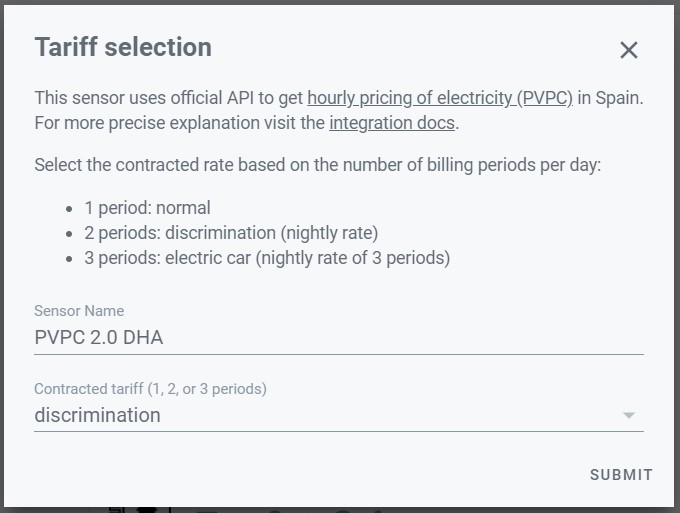 Tariff selection
This sensor uses official API to get hourly pricing of electricity (PVPC) in Spain.
For more precise explanation visit the integration docs.
Select the contracted rate based on the number of billing periods per day:
• 1 period: normal
• 2 periods: discrimination (nightly rate)
• 3 periods: electric car (nightly rate of 3 periods)
Sensor Name
PVPC 2.0 DHA
Contracted tariff (1, 2, or 3 periods)
discrimination
SUBMIT